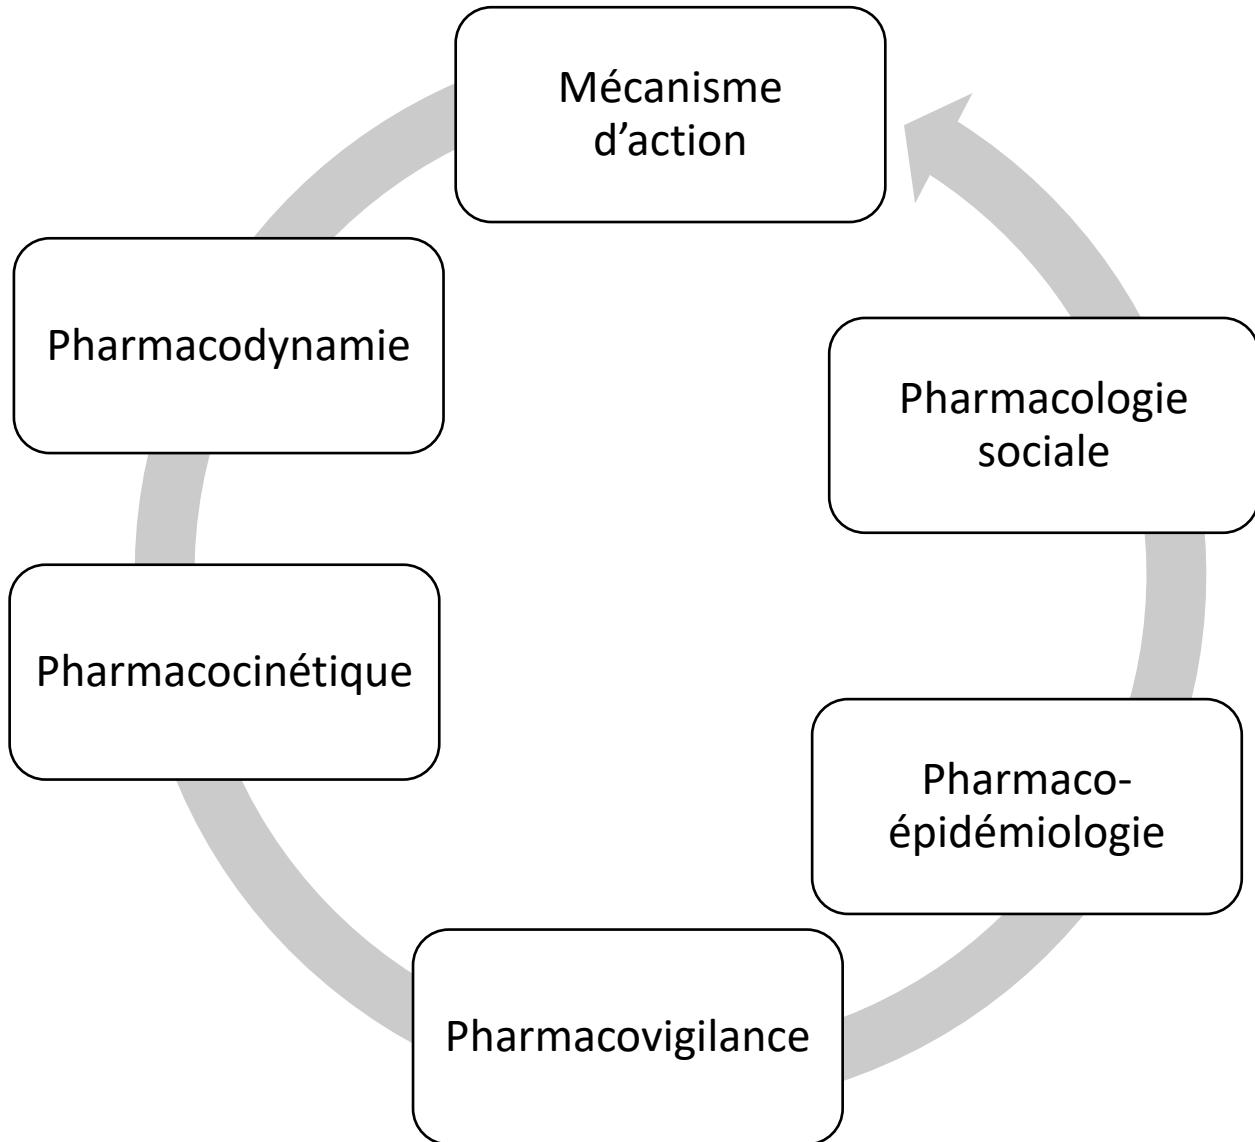 Mécanisme
d’action
Pharmacodynamie
Pharmacologie
sociale
Pharmacocinétique
Pharmaco-
épidémiologie
Pharmacovigilance